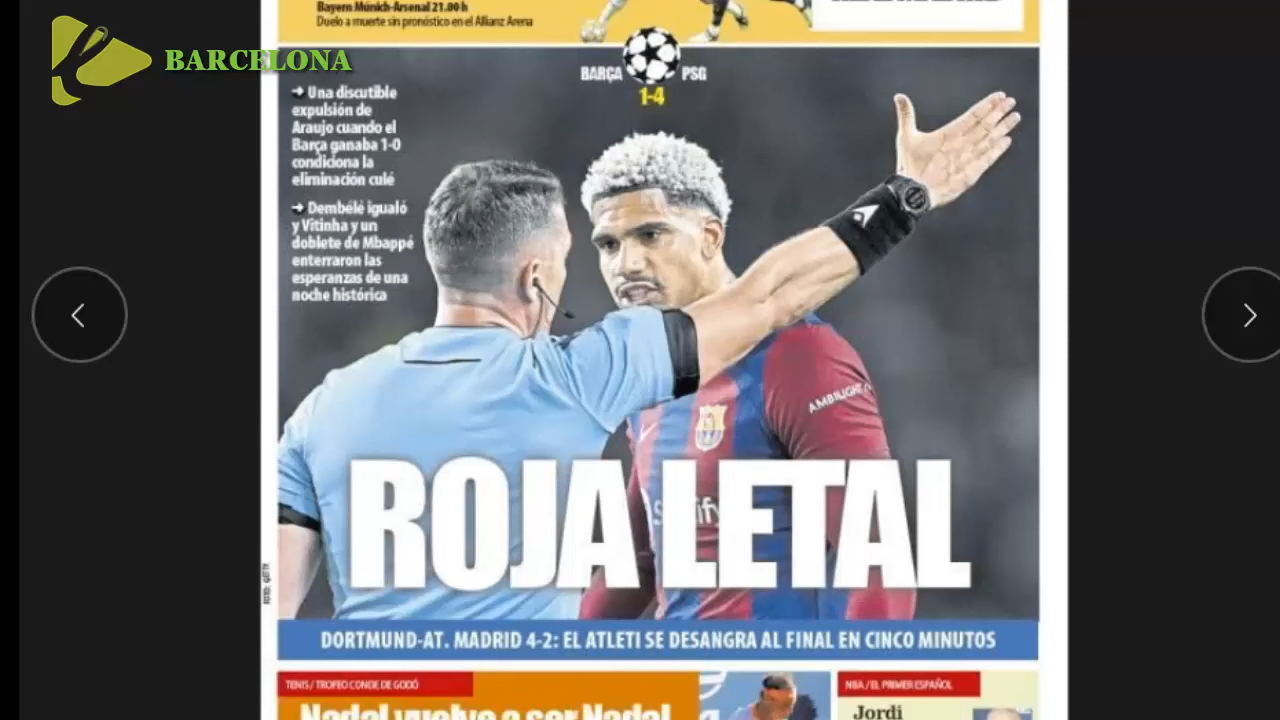 Bayern Múnich-Arsenal 21.00 h
Duelo a muerte sin pronóstico en el Allianz Arena
BARCELONA
BARÇA PSG
1-4
→ Una discutible
expulsión de
Araujo cuando el
Barça ganaba 1-0
condiciona la
eliminación culé
→ Dembélé igualó
y Vitinha y un
doblete de Mbappé
enterraron las
esperanzas de una
noche histórica
AMBILIGHT
ROJA LETAL
FOTO: GETTY
DORTMUND-AT. MADRID 4-2: EL ATLETI SE DESANGRA AL FINAL EN CINCO MINUTOS
TENIS / TROFEO CONDE DE GODÓ
NBA / EL PRIMER ESPAÑOL
Nadal vuelve a ser Nadal
Jordi